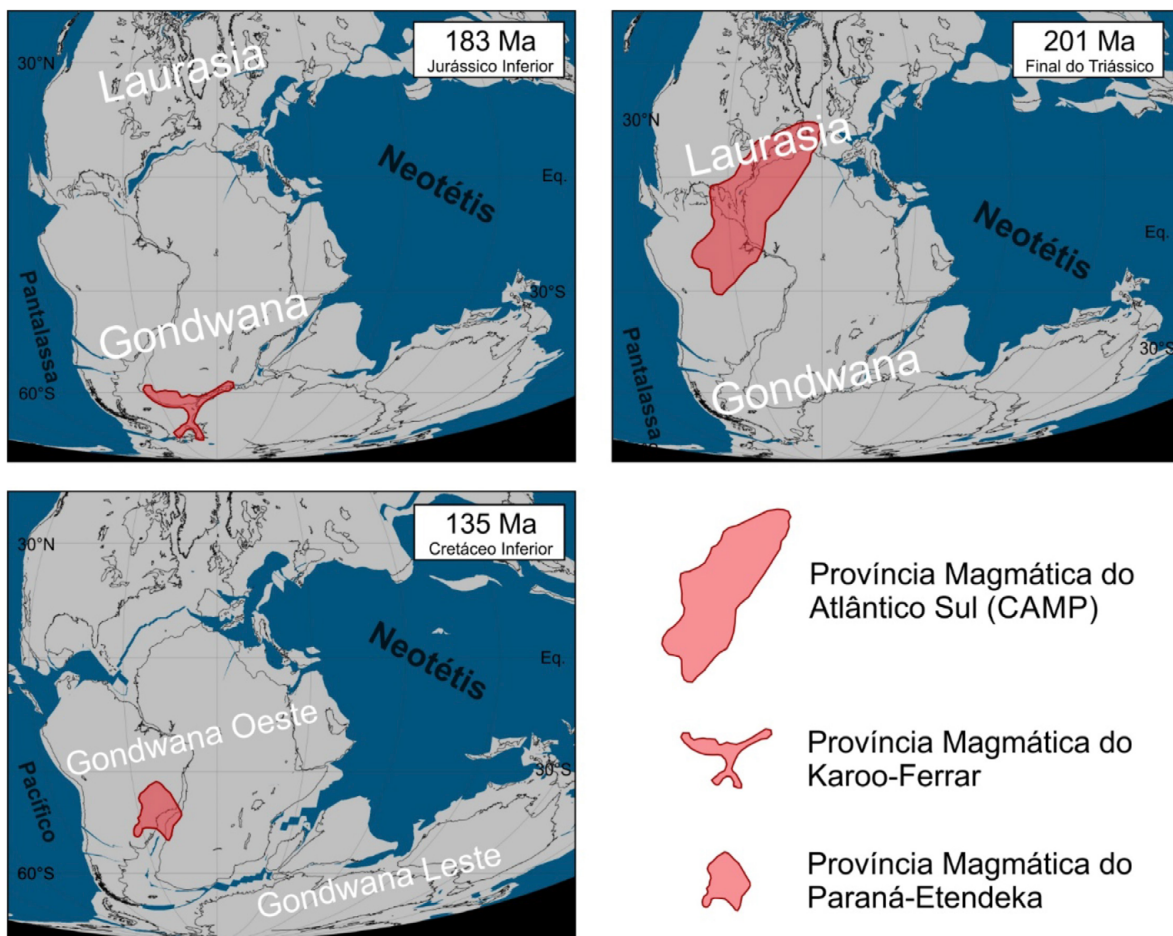 183 Ma
Jurássico Inferior
30°N
Laurasia
Neotétis
Eq.
Pantalassa
30°S
Gondwana
60°S
201 Ma
Final do Triássico
30°N
Laurasia
Neotétis
Eq.
Pantalassa
30°S
Gondwana
135 Ma
Cretáceo Inferior
30°N
Neotétis
Eq.
Gondwana Oeste
30°S
Pacífico
60°S
Gondwana Leste
Província Magmática do
Atlântico Sul (CAMP)
Província Magmática do
Karoo-Ferrar
Província Magmática do
Paraná-Etendeka